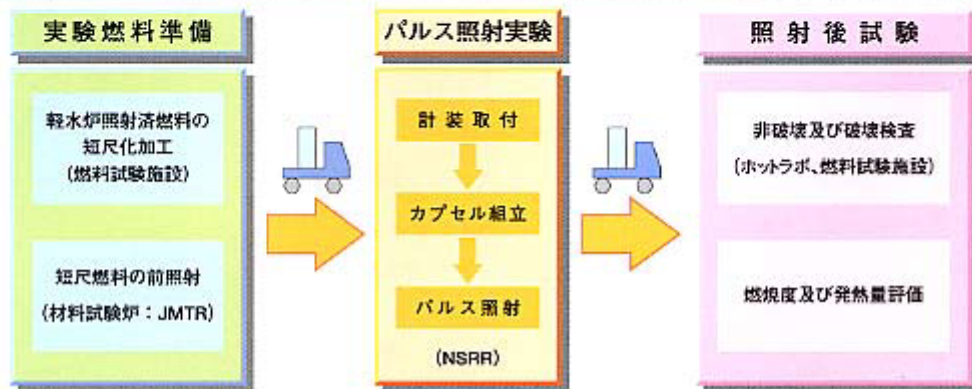 実験燃料準備
軽水炉照射済燃料の
短尺化加工
(燃料試験施設)
短尺燃料の前照射
(材料試験炉：JMTR)
パルス照射実験
計装取付
カプセル組立
パルス照射
(NSRR)
照射後試験
非破壊及び破壊検査
(ホットラボ、燃料試験施設)
燃焼度及び発熱量評価